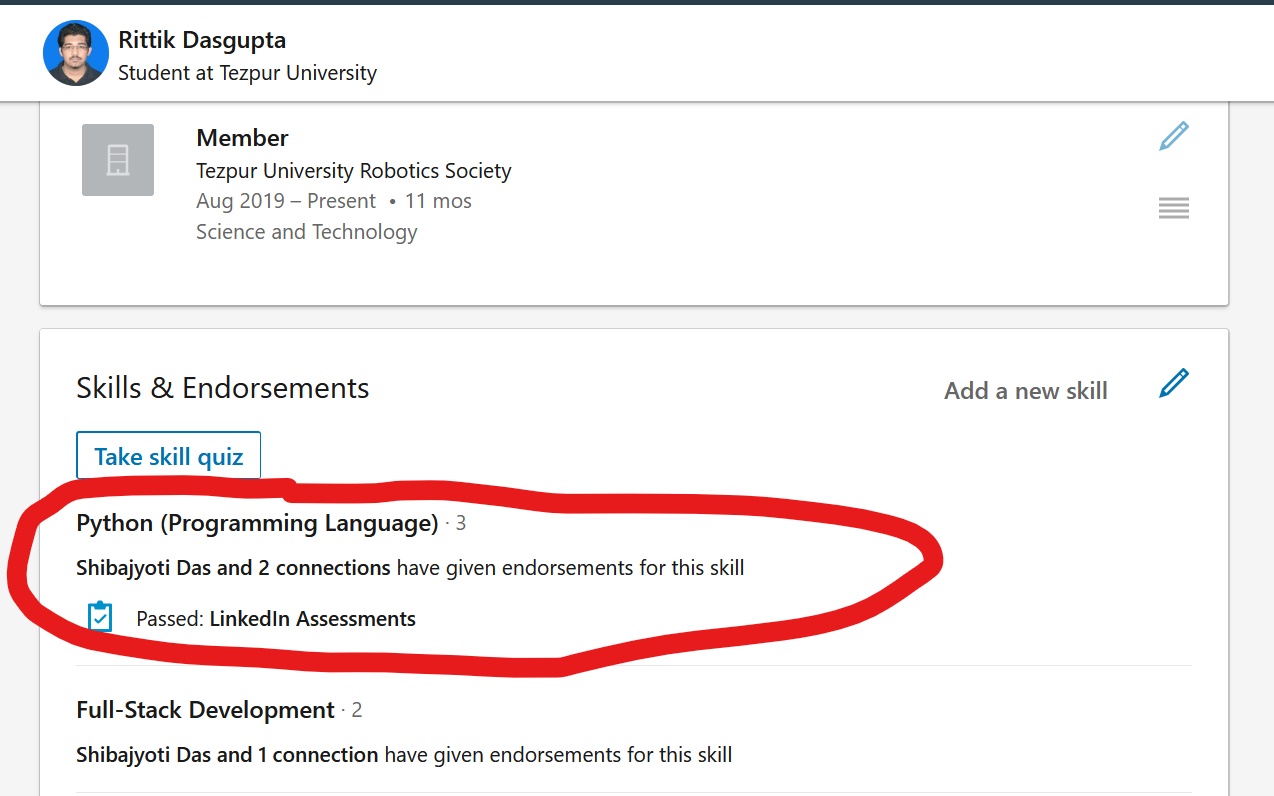 Rittik Dasgupta
Student at Tezpur University
Member
Tezpur University Robotics Society
Aug 2019 – Present • 11 mos
Science and Technology
Skills & Endorsements
Add a new skill
Take skill quiz
Python (Programming Language) · 3
Shibajyoti Das and 2 connections have given endorsements for this skill
Passed: LinkedIn Assessments
Full-Stack Development · 2
Shibajyoti Das and 1 connection have given endorsements for this skill